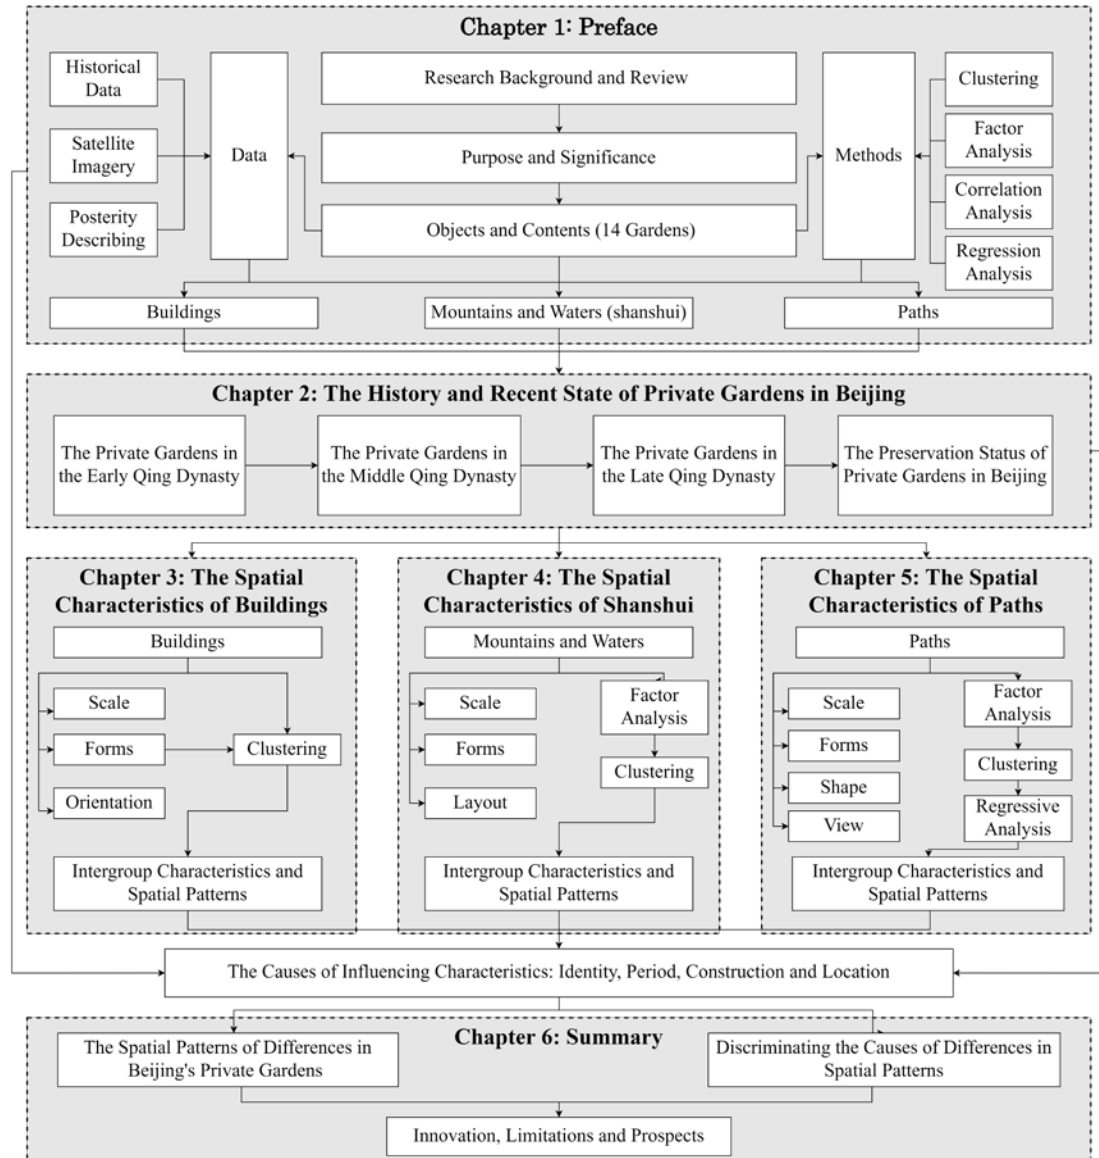 Chapter 1: Preface
Historical
Data
Satellite
Imagery
Posterity
Describing
Data
Research Background and Review
Purpose and Significance
Objects and Contents (14 Gardens)
Methods
Clustering
Factor
Analysis
Correlation
Analysis
Regression
Analysis
Buildings
Mountains and Waters (shanshui)
Paths
Chapter 2: The History and Recent State of Private Gardens in Beijing
The Private Gardens in
the Early Qing Dynasty
The Private Gardens in
the Middle Qing Dynasty
The Private Gardens in
the Late Qing Dynasty
The Preservation Status of
Private Gardens in Beijing
Chapter 3: The Spatial
Characteristics of Buildings
Buildings
Scale
Forms
Orientation
Clustering
Intergroup Characteristics and
Spatial Patterns
Chapter 4: The Spatial
Characteristics of Shanshui
Mountains and Waters
Scale
Forms
Layout
Factor
Analysis
Clustering
Intergroup Characteristics and
Spatial Patterns
Chapter 5: The Spatial
Characteristics of Paths
Paths
Scale
Forms
Shape
View
Factor
Analysis
Clustering
Regressive
Analysis
Intergroup Characteristics and
Spatial Patterns
The Causes of Influencing Characteristics: Identity, Period, Construction and Location
Chapter 6: Summary
The Spatial Patterns of Differences in
Beijing's Private Gardens
Discriminating the Causes of Differences in
Spatial Patterns
Innovation, Limitations and Prospects